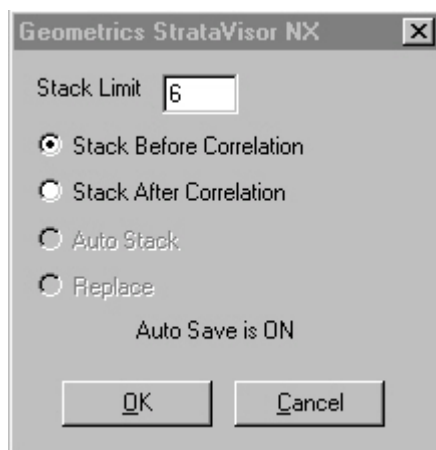 Geometrics StrataVisor NX
Stack Limit 6
Stack Before Correlation
Stack After Correlation
Auto Stack
Replace
Auto Save is ON
OK Cancel